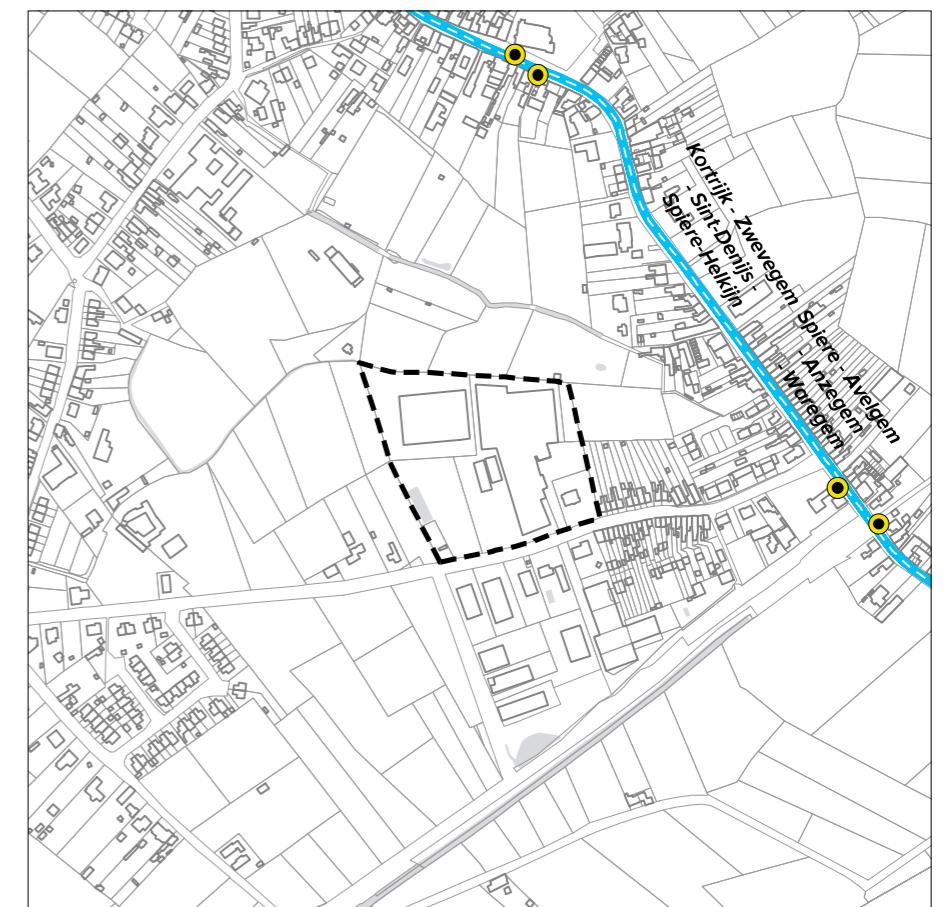 Kortrijk - Zwevegem
- Sint-Denijs -
Spiere-Helkijn
Spiere - Avelgem
- Anzegem
- Waregem